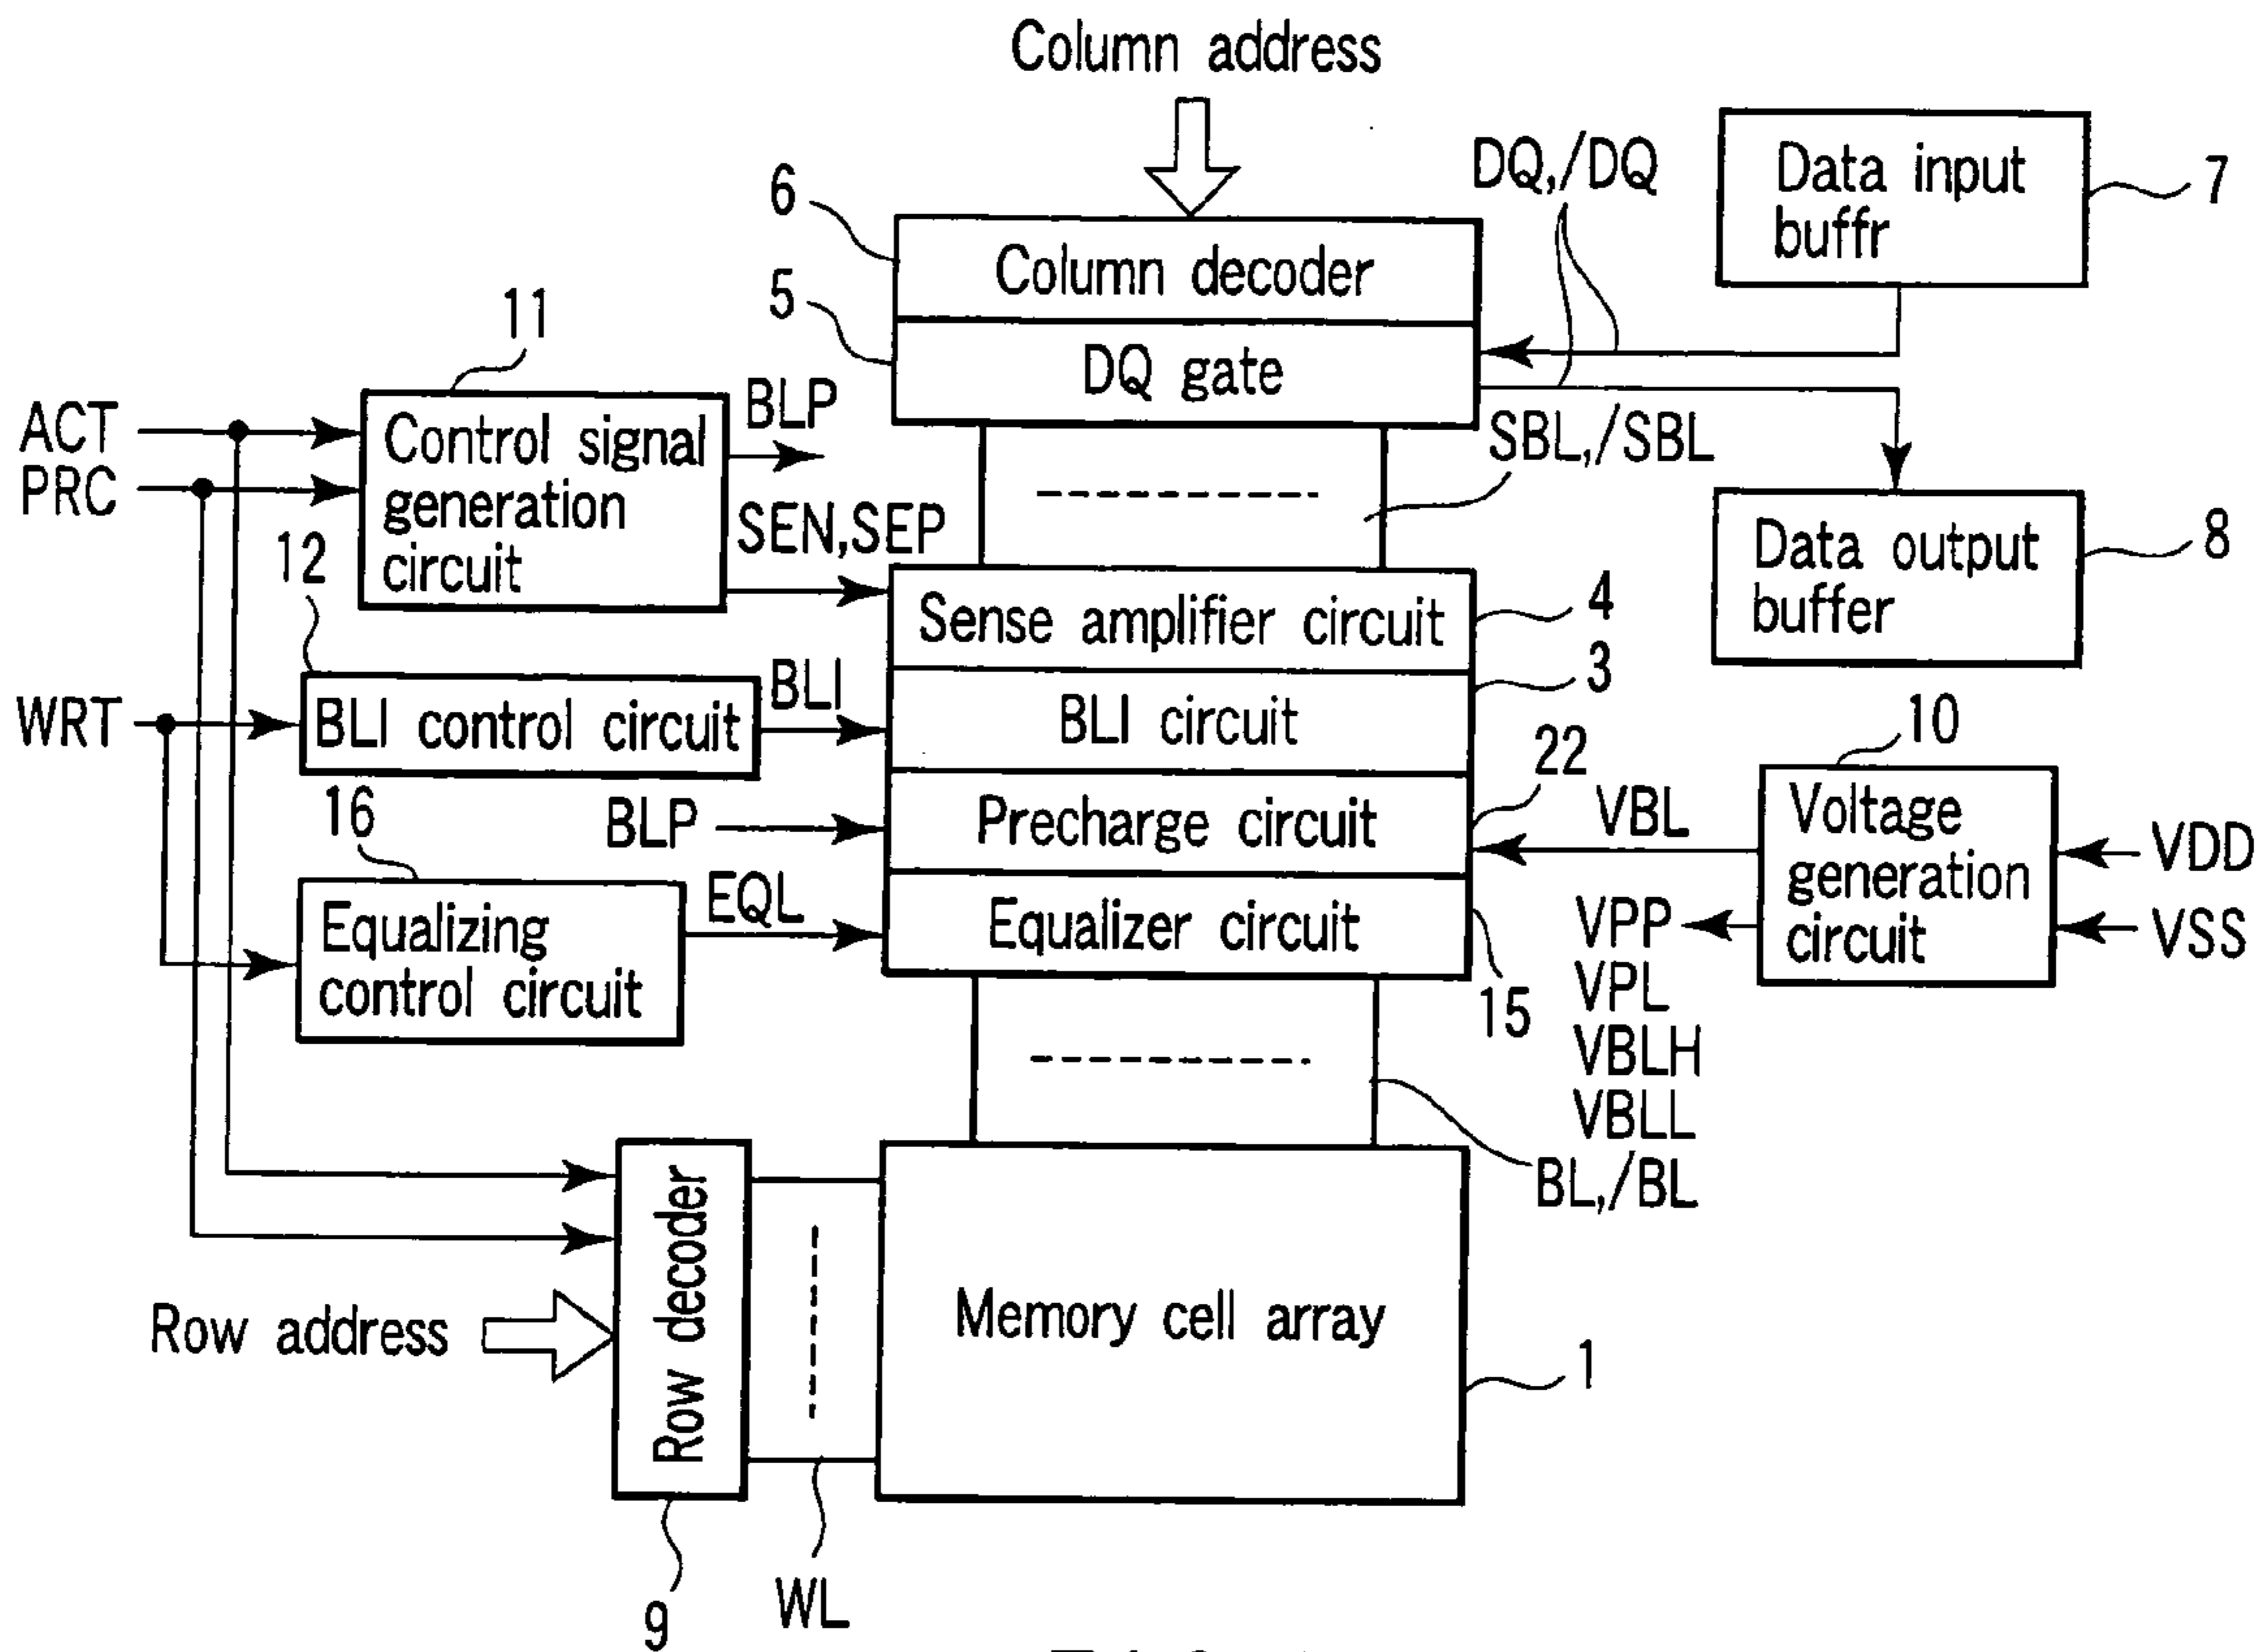 Column address
6
Column decoder
DQ,/DQ
Data input
buffr
7
5
DQ gate
11
ACT
PRC
Control signal
generation
circuit
BLP
SEN,SEP
SBL,/SBL
Data output
buffer
8
12
Sense amplifier circuit
4
3
WRT
BLI control circuit
BLI
BLI circuit
22
10
BLP
Precharge circuit
VBL
Voltage
generation
circuit
VDD
VSS
16
Equalizing
control circuit
EQL
Equalizer circuit
15
VPP
VPL
VBLH
VBLL
BL,/BL
Row address
Row decoder
Memory cell array
1
9
WL